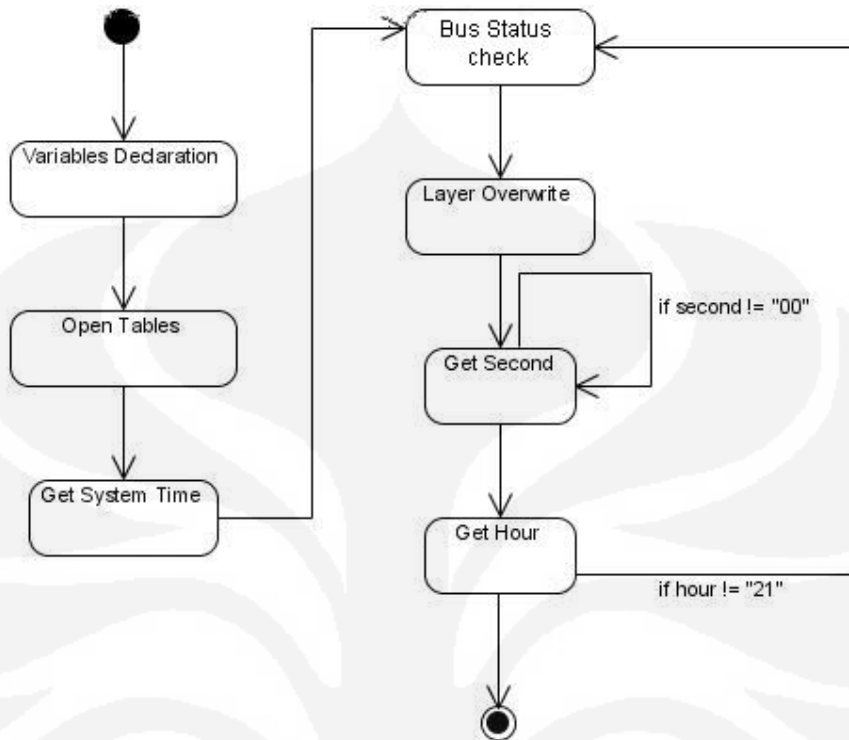 Variables Declaration
Open Tables
Get System Time
Bus Status
check
Layer Overwrite
if second != "00"
Get Second
Get Hour
if hour != "21"